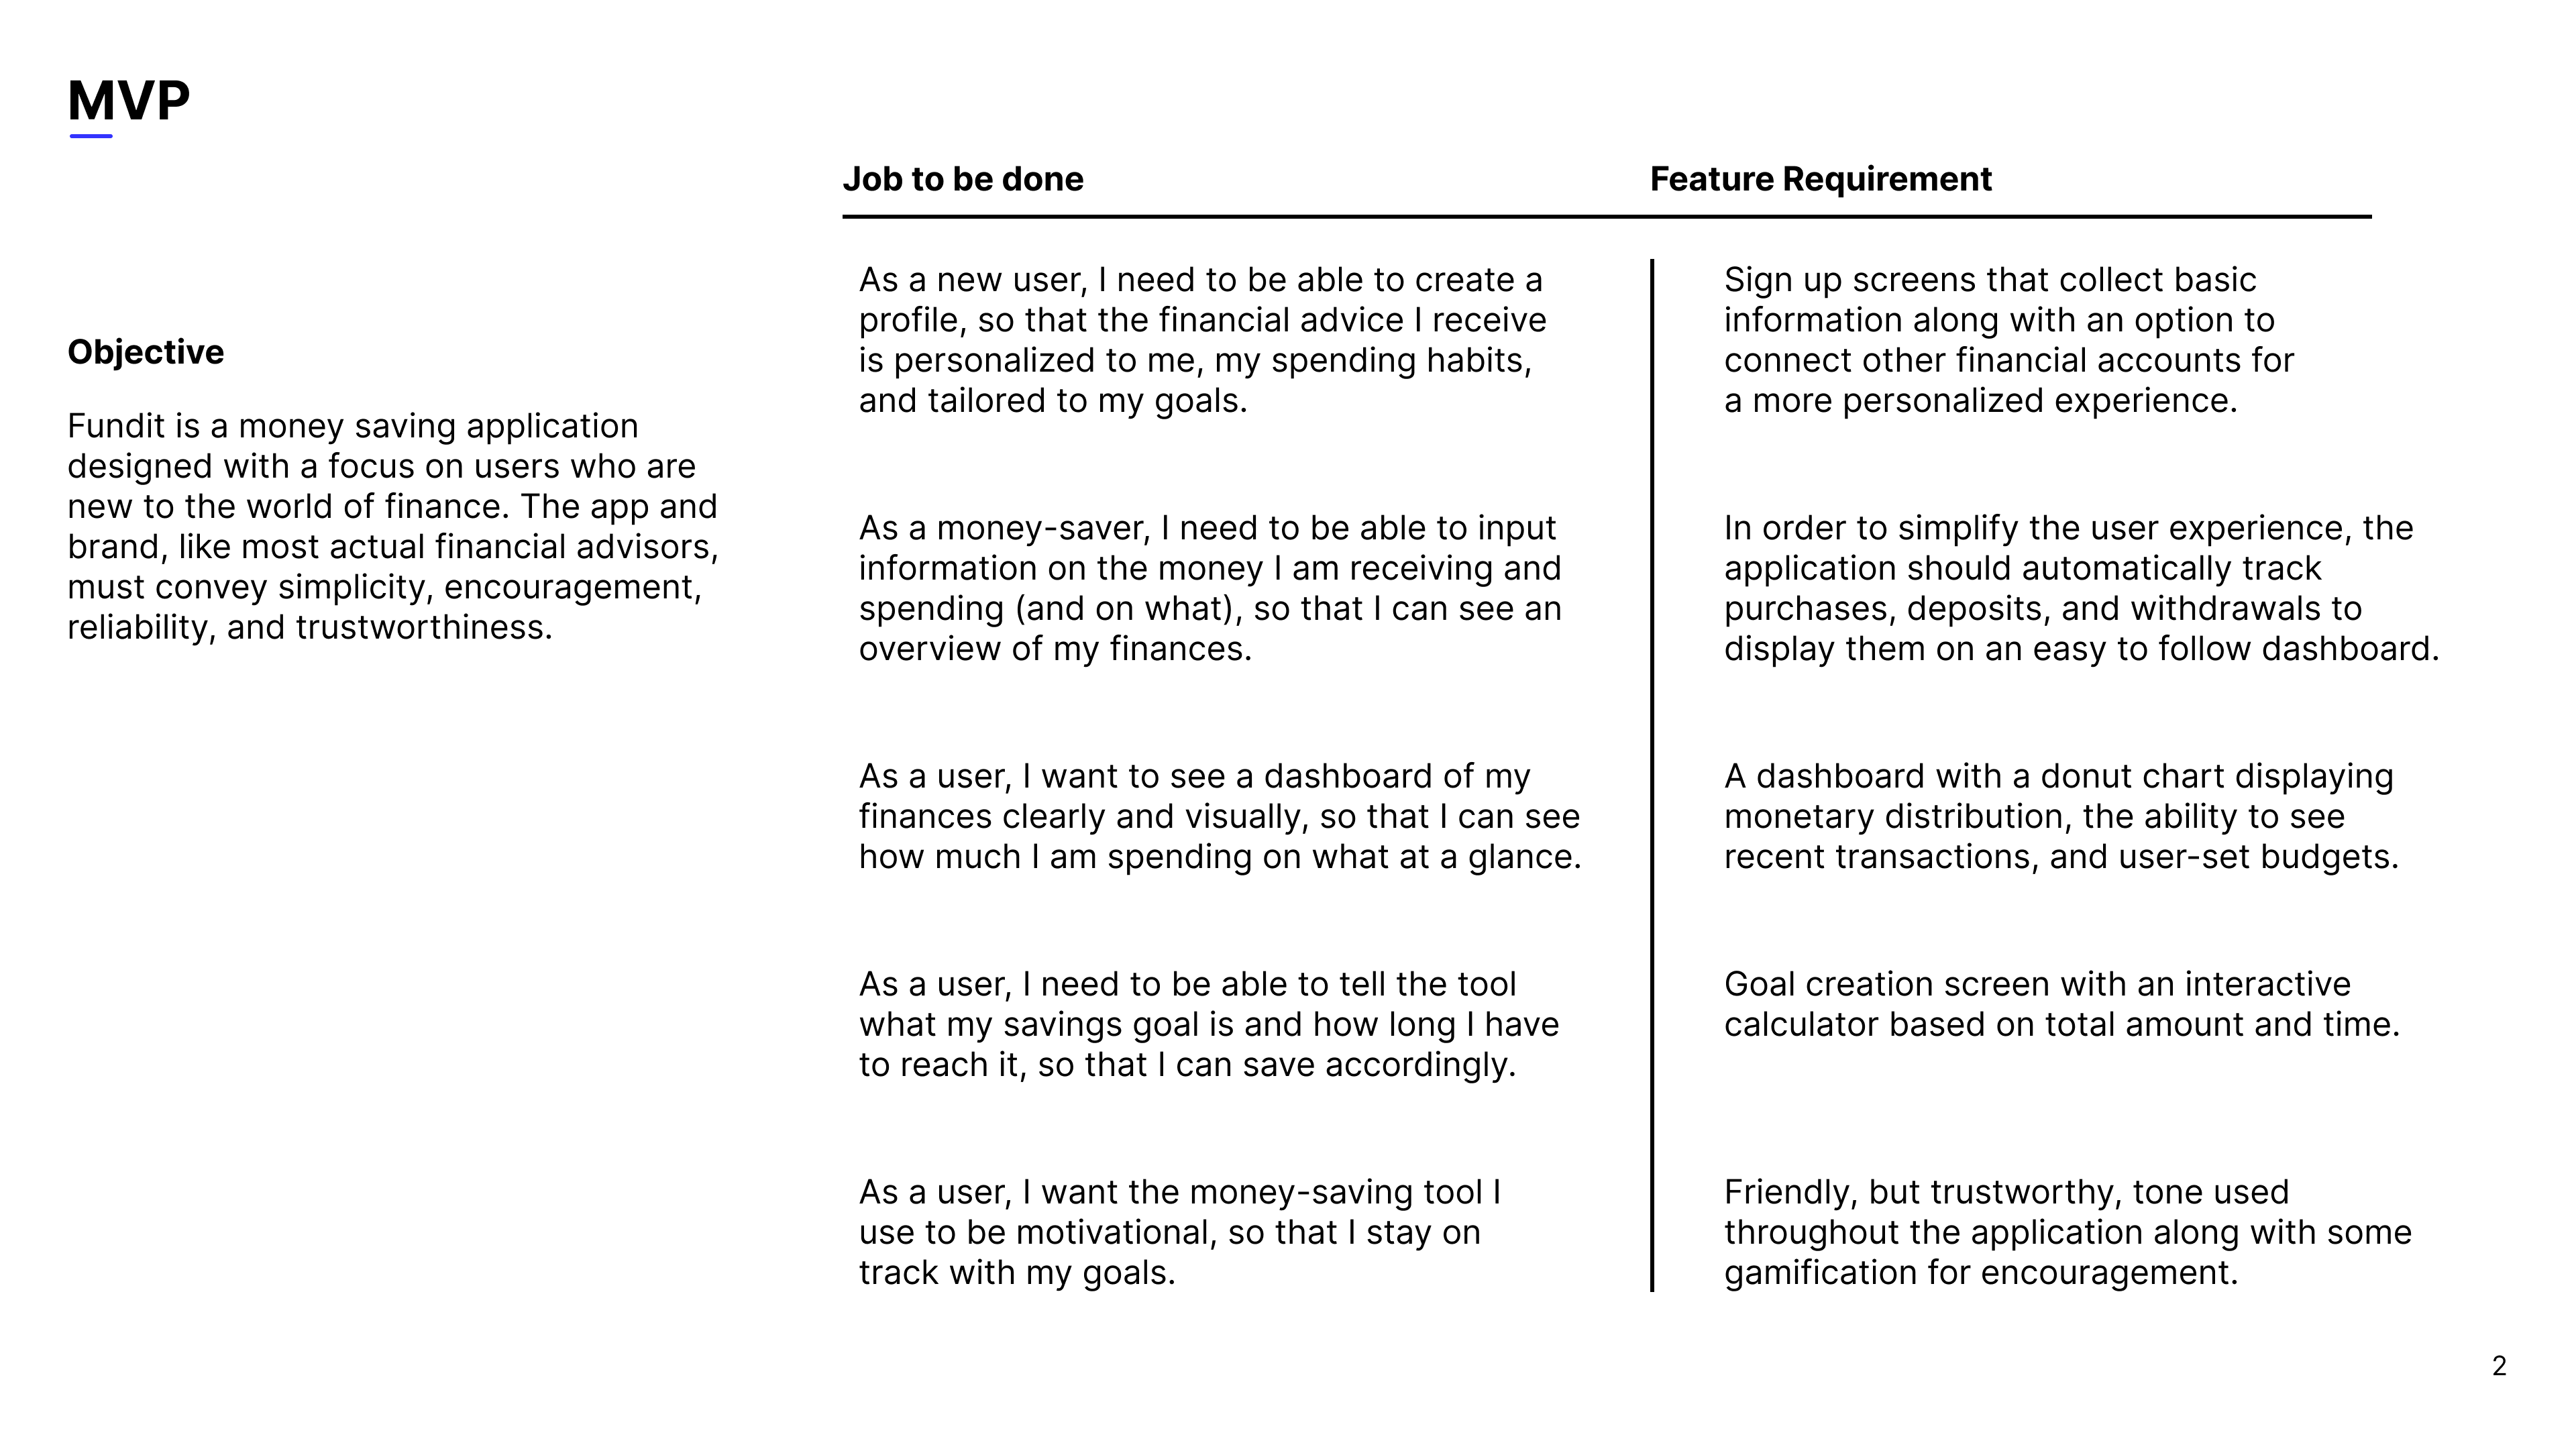 MVP
Objective
Fundit is a money saving application
designed with a focus on users who are
new to the world of finance. The app and
brand, like most actual financial advisors,
must convey simplicity, encouragement,
reliability, and trustworthiness.
Job to be done
Feature Requirement
As a new user, I need to be able to create a
profile, so that the financial advice I receive
is personalized to me, my spending habits,
and tailored to my goals.
Sign up screens that collect basic
information along with an option to
connect other financial accounts for
a more personalized experience.
As a money-saver, I need to be able to input
information on the money I am receiving and
spending (and on what), so that I can see an
overview of my finances.
In order to simplify the user experience, the
application should automatically track
purchases, deposits, and withdrawals to
display them on an easy to follow dashboard.
As a user, I want to see a dashboard of my
finances clearly and visually, so that I can see
how much I am spending on what at a glance.
A dashboard with a donut chart displaying
monetary distribution, the ability to see
recent transactions, and user-set budgets.
As a user, I need to be able to tell the tool
what my savings goal is and how long I have
to reach it, so that I can save accordingly.
Goal creation screen with an interactive
calculator based on total amount and time.
As a user, I want the money-saving tool I
use to be motivational, so that I stay on
track with my goals.
Friendly, but trustworthy, tone used
throughout the application along with some
gamification for encouragement.
2